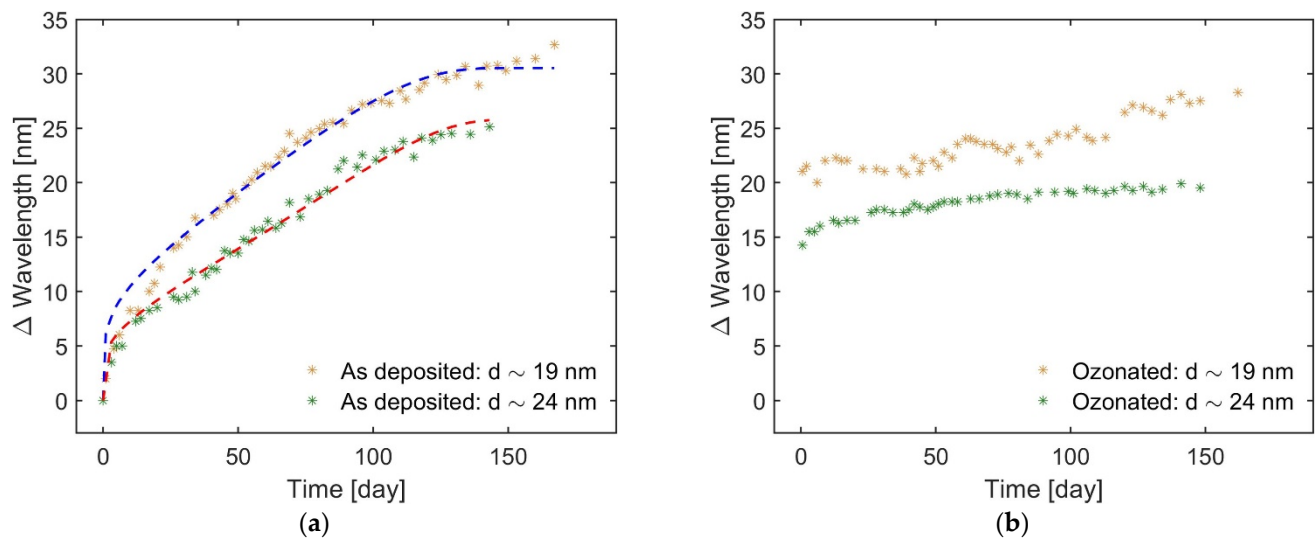 35
30
25
20
15
10
5
0
Δ Wavelength [nm]
As deposited: d ∼ 19 nm
As deposited: d ∼ 24 nm
0
50
100
150
Time [day]
(a)
35
30
25
20
15
10
5
0
Δ Wavelength [nm]
Ozonated: d ∼ 19 nm
Ozonated: d ∼ 24 nm
0
50
100
150
Time [day]
(b)